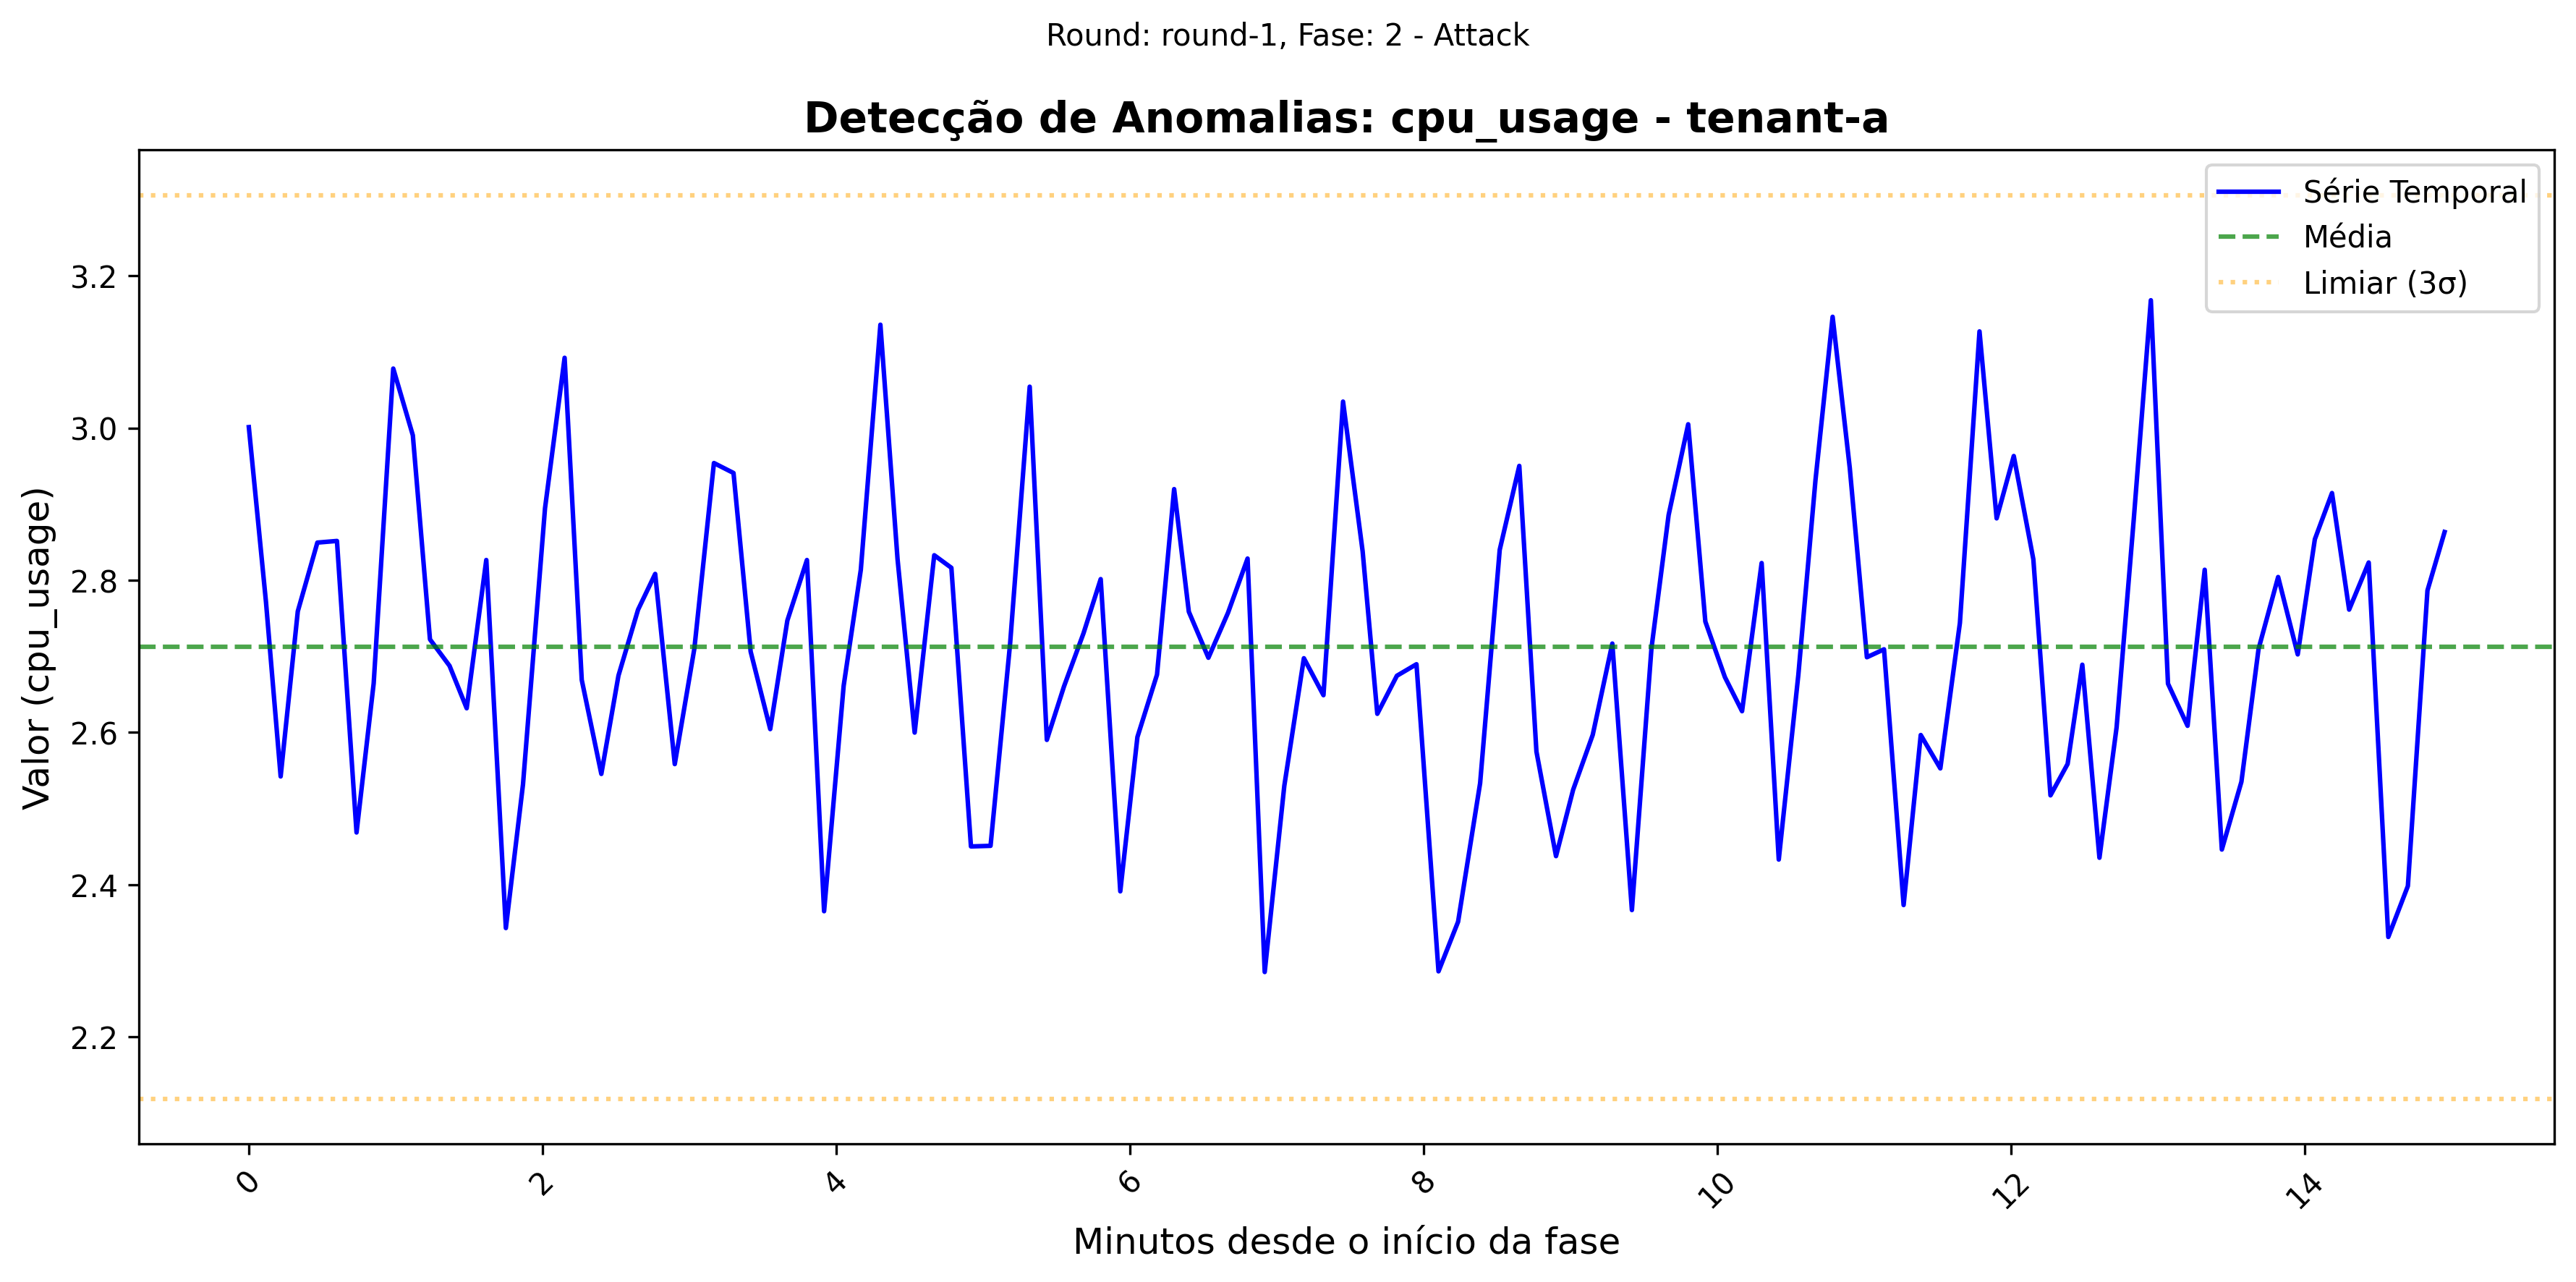 Round: round-1, Fase: 2 - Attack
Detecção de Anomalias: cpu_usage - tenant-a
Série Temporal
Média
Limiar (3σ)
Valor (cpu_usage)
3.2
3.0
2.8
2.6
2.4
2.2
0
2
4
6
8
10
12
14
Minutos desde o início da fase